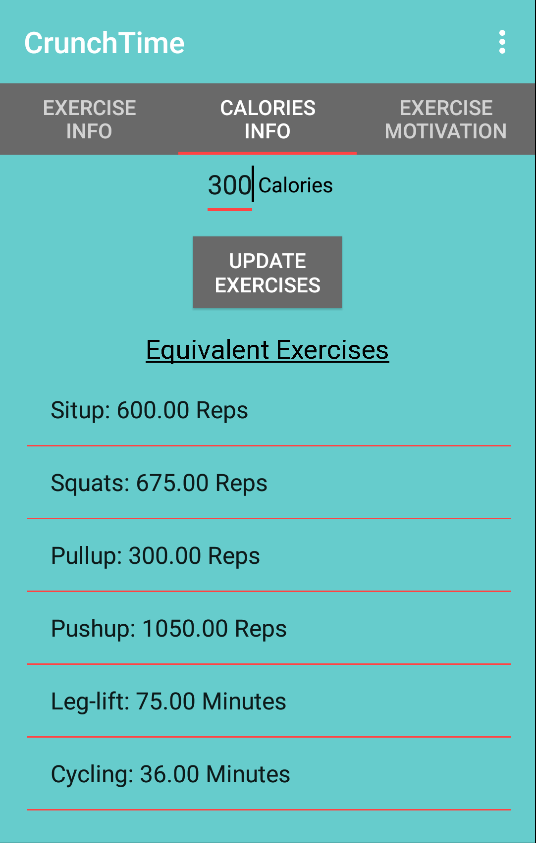 CrunchTime
EXERCISE
INFO
CALORIES
INFO
EXERCISE
MOTIVATION
300 Calories
UPDATE
EXERCISES
Equivalent Exercises
Situp: 600.00 Reps
Squats: 675.00 Reps
Pullup: 300.00 Reps
Pushup: 1050.00 Reps
Leg-lift: 75.00 Minutes
Cycling: 36.00 Minutes